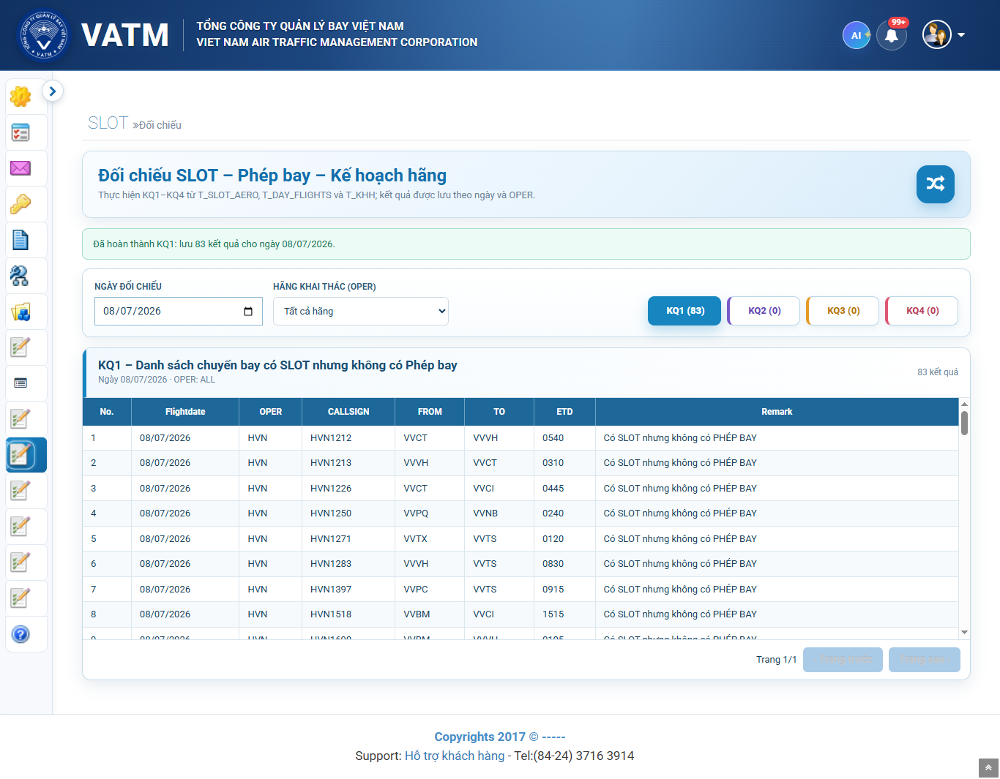 VATM
TỔNG CÔNG TY QUẢN LÝ BAY VIỆT NAM
VIET NAM AIR TRAFFIC MANAGEMENT CORPORATION
AI
99+
SLOT »Đối chiếu
Đối chiếu SLOT – Phép bay – Kế hoạch hãng
Thực hiện KQ1–KQ4 từ T_SLOT_AERO, T_DAY_FLIGHTS và T_KHH; kết quả được lưu theo ngày và OPER.
Đã hoàn thành KQ1: lưu 83 kết quả cho ngày 08/07/2026.
NGÀY ĐỐI CHIẾU
HÃNG KHAI THÁC (OPER)
08/07/2026
Tất cả hãng
KQ1 (83)
KQ2 (0)
KQ3 (0)
KQ4 (0)
KQ1 – Danh sách chuyến bay có SLOT nhưng không có Phép bay
Ngày 08/07/2026 · OPER: ALL
83 kết quả
No. Flightdate OPER CALLSIGN FROM TO ETD Remark
1 08/07/2026 HVN HVN1212 VVCT VVVH 0540 Có SLOT nhưng không có PHÉP BAY
2 08/07/2026 HVN HVN1213 VVVH VVCT 0310 Có SLOT nhưng không có PHÉP BAY
3 08/07/2026 HVN HVN1226 VVCT VVCI 0445 Có SLOT nhưng không có PHÉP BAY
4 08/07/2026 HVN HVN1250 VVPQ VVNB 0240 Có SLOT nhưng không có PHÉP BAY
5 08/07/2026 HVN HVN1271 VVTX VVTS 0120 Có SLOT nhưng không có PHÉP BAY
6 08/07/2026 HVN HVN1283 VVVH VVTS 0830 Có SLOT nhưng không có PHÉP BAY
7 08/07/2026 HVN HVN1397 VVPC VVTS 0915 Có SLOT nhưng không có PHÉP BAY
8 08/07/2026 HVN HVN1518 VVBM VVCI 1515 Có SLOT nhưng không có PHÉP BAY
Trang 1/1
Trang trước
Trang sau
Copyrights 2017 © -----
Support: Hỗ trợ khách hàng - Tel:(84-24) 3716 3914